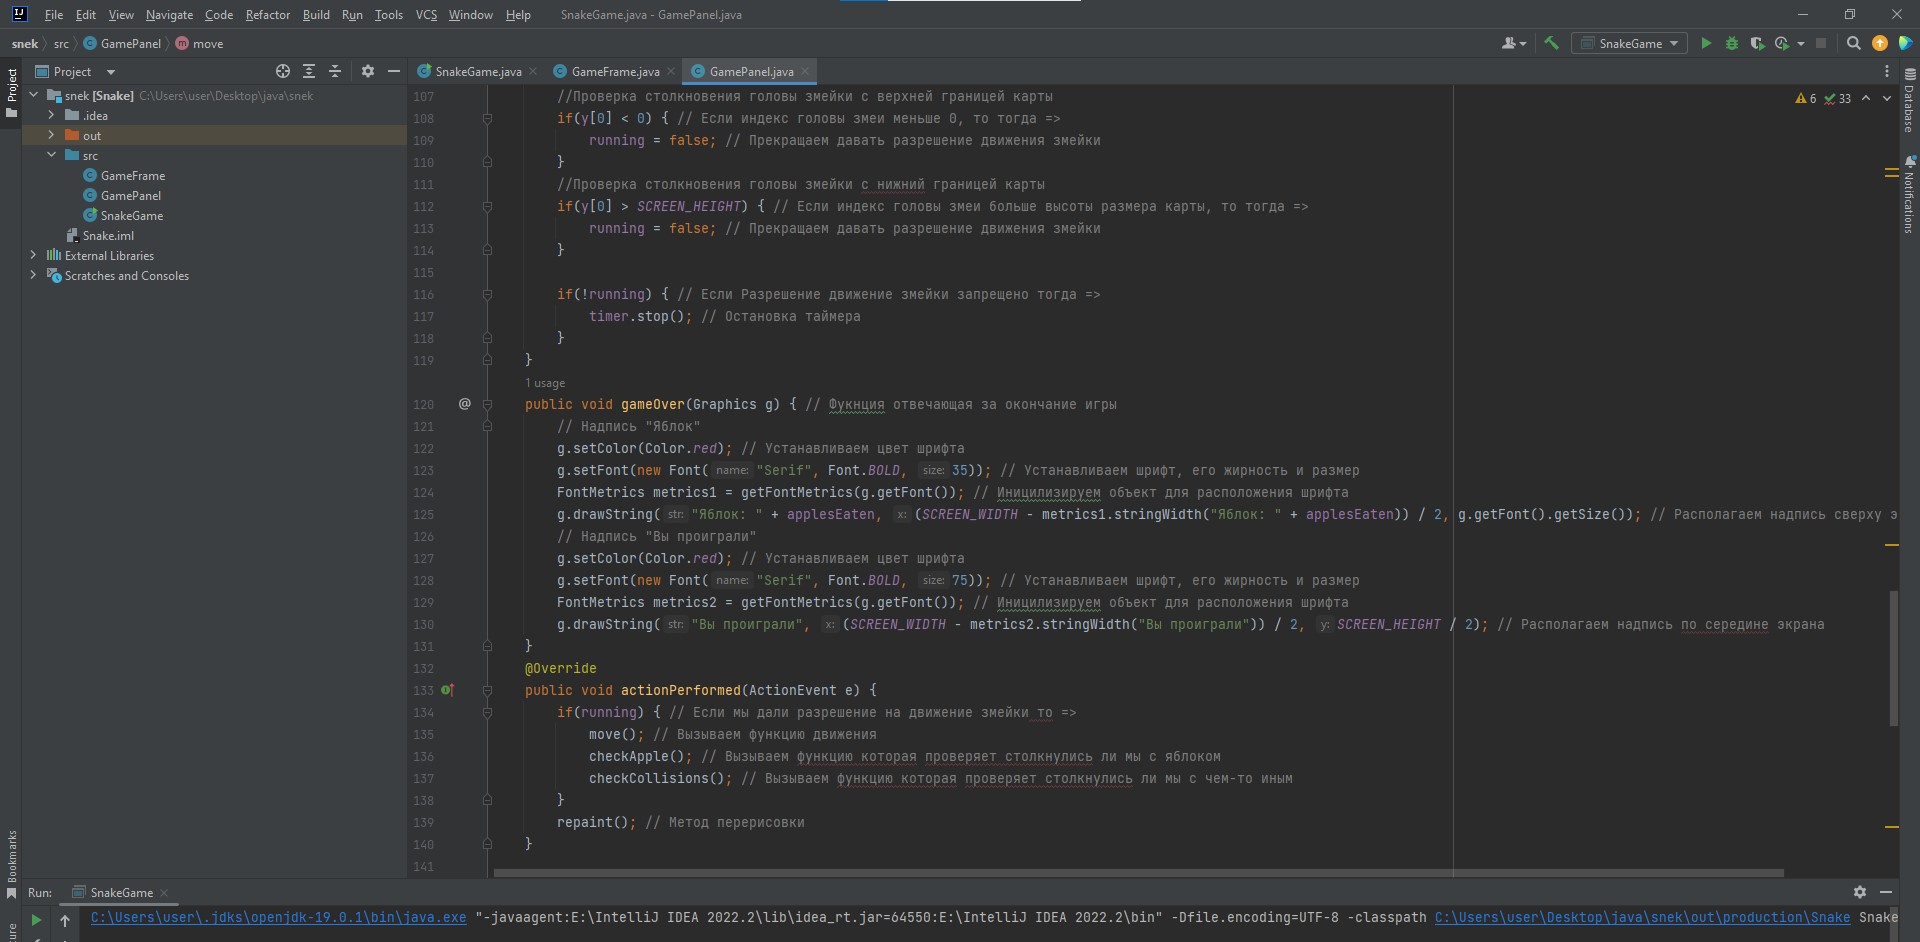 File Edit View Navigate Code Refactor Build Run Tools VCS Window Help SnakeGame.java - GamePanel.java
snek src GamePanel move SnakeGame
Project
Project
SnakeGame.java GameFrame.java GamePanel.java
snek [Snake] C:\Users\user\Desktop\java\snek
.idea
out
src
GameFrame
GamePanel
SnakeGame
Snake.iml
External Libraries
Scratches and Consoles
6 33
Database
Notifications
107 //Проверка столкновения головы змейки с верхней границей карты
108 if(y[0] < 0) { // Если индекс головы змеи меньше 0, то тогда =>
109 running = false; // Прекращаем давать разрешение движения змейки
110 }
111 //Проверка столкновения головы змейки с нижний границей карты
112 if(y[0] > SCREEN_HEIGHT) { // Если индекс головы змеи больше высоты размера карты, то тогда =>
113 running = false; // Прекращаем давать разрешение движения змейки
114 }
115
116 if(!running) { // Если Разрешение движение змейки запрещено тогда =>
117 timer.stop(); // Остановка таймера
118 }
119 }
1 usage
120 @ public void gameOver(Graphics g) { // Фукнция отвечающая за окончание игры
121 // Надпись "Яблок"
122 g.setColor(Color.red); // Устанавливаем цвет шрифта
123 g.setFont(new Font( name: "Serif", Font.BOLD, size: 35)); // Устанавливаем шрифт, его жирность и размер
124 FontMetrics metrics1 = getFontMetrics(g.getFont()); // Иницилизируем объект для расположения шрифта
125 g.drawString( str: "Яблок: " + applesEaten, x: (SCREEN_WIDTH - metrics1.stringWidth("Яблок: " + applesEaten)) / 2, g.getFont().getSize()); // Располагаем надпись сверху э
126 // Надпись "Вы проиграли"
127 g.setColor(Color.red); // Устанавливаем цвет шрифта
128 g.setFont(new Font( name: "Serif", Font.BOLD, size: 75)); // Устанавливаем шрифт, его жирность и размер
129 FontMetrics metrics2 = getFontMetrics(g.getFont()); // Иницилизируем объект для расположения шрифта
130 g.drawString( str: "Вы проиграли", x: (SCREEN_WIDTH - metrics2.stringWidth("Вы проиграли")) / 2, y: SCREEN_HEIGHT / 2); // Располагаем надпись по середине экрана
131 }
132 @Override
133 public void actionPerformed(ActionEvent e) {
134 if(running) { // Если мы дали разрешение на движение змейки то =>
135 move(); // Вызываем функцию движения
136 checkApple(); // Вызываем функцию которая проверяет столкнулись ли мы с яблоком
137 checkCollisions(); // Вызываем функцию которая проверяет столкнулись ли мы с чем-то иным
138 }
139 repaint(); // Метод перерисовки
140 }
141
Bookmarks
Run: SnakeGame
C:\Users\user\.jdks\openjdk-19.0.1\bin\java.exe "-javaagent:E:\IntelliJ IDEA 2022.2\lib\idea_rt.jar=64550:E:\IntelliJ IDEA 2022.2\bin" -Dfile.encoding=UTF-8 -classpath C:\Users\user\Desktop\java\snek\out\production\Snake Snake